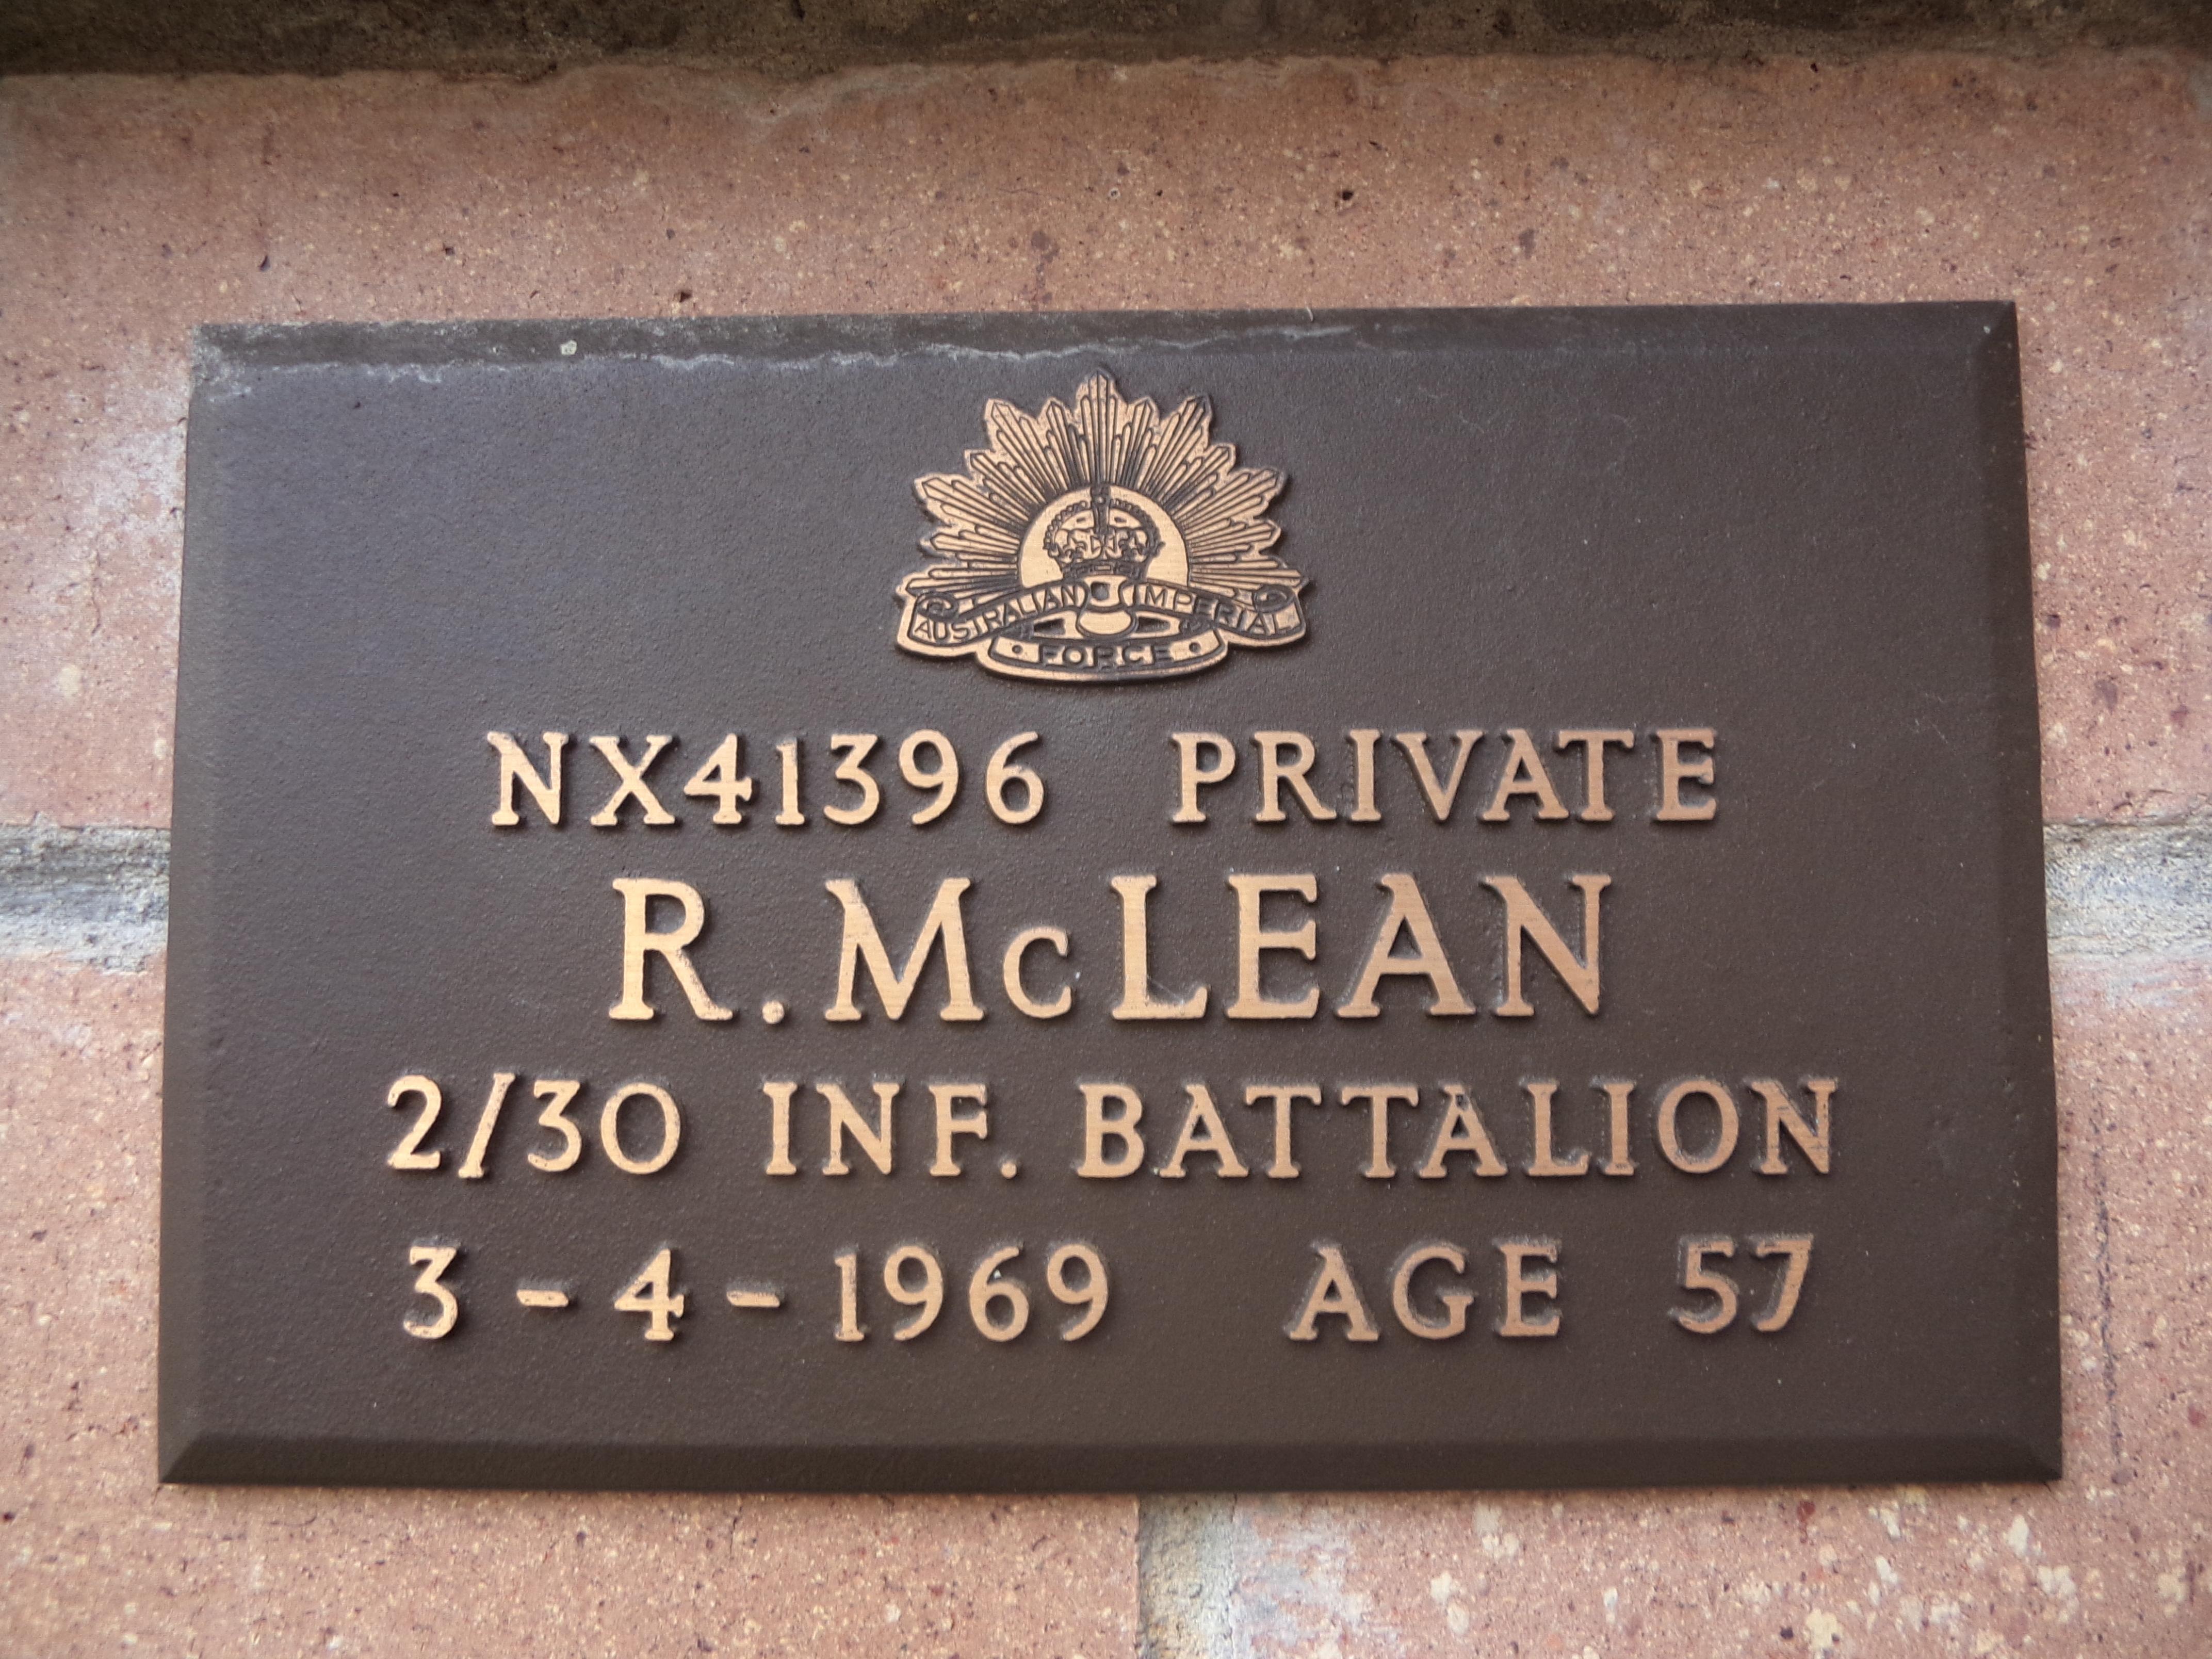 AUSTRALIAN IMPERIAL
FORCE
NX41396 PRIVATE
R. McLEAN
2/30 INF. BATTALION
3-4-1969 AGE 57